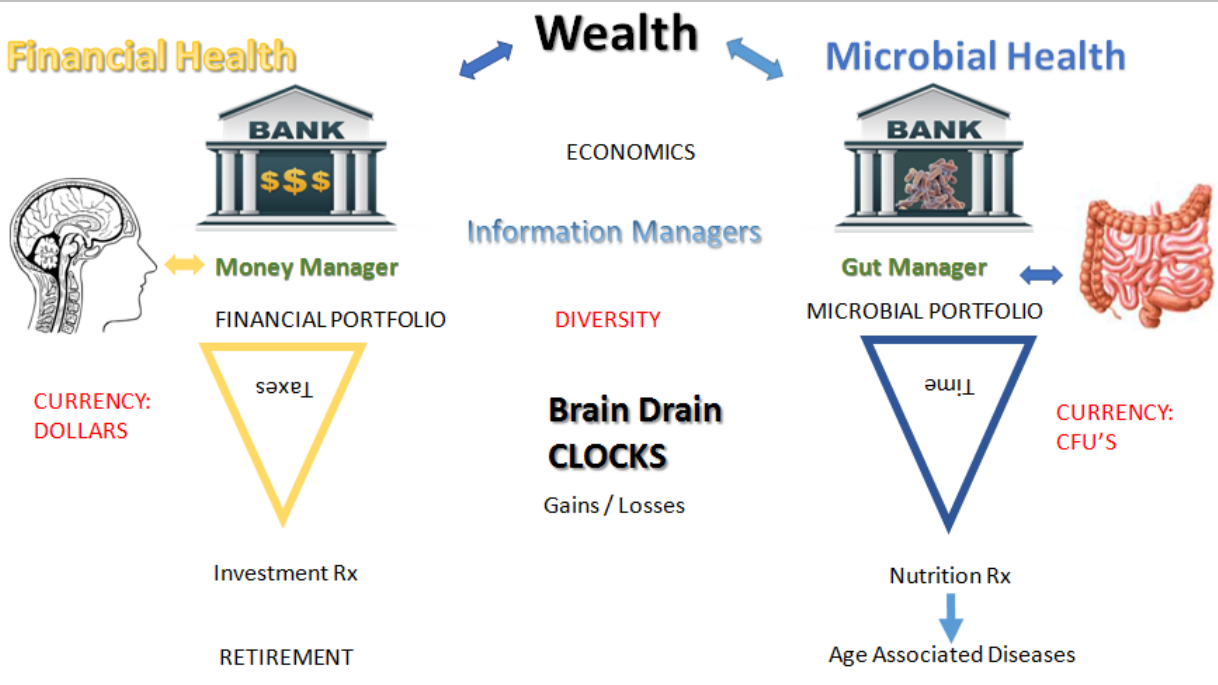 Wealth
Financial Health
Microbial Health
BANK
$$$
BANK
ECONOMICS
Information Managers
Money Manager
Gut Manager
FINANCIAL PORTFOLIO
DIVERSITY
MICROBIAL PORTFOLIO
Taxes
Time
CURRENCY:
DOLLARS
Brain Drain
CLOCKS
Gains / Losses
CURRENCY:
CFU'S
Investment Rx
Nutrition Rx
RETIREMENT
Age Associated Diseases